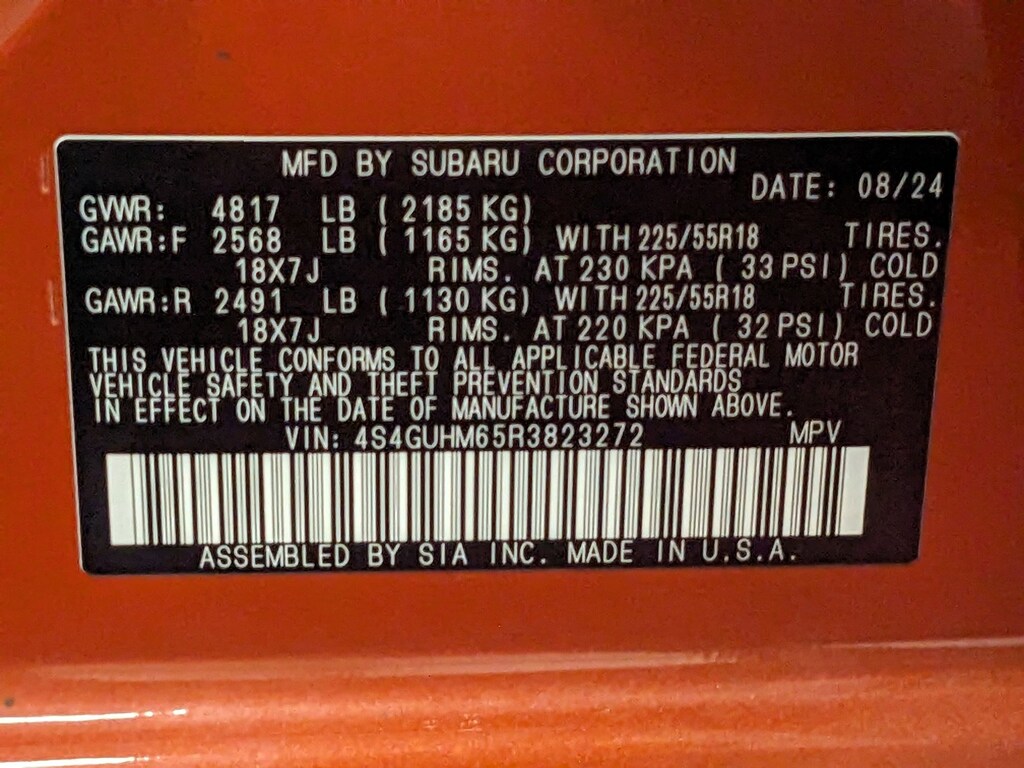 MFD BY SUBARU CORPORATION
DATE: 08/24
GVWR: 4817 LB (2185 KG)
GAWR:F 2568 LB (1165 KG) WITH 225/55R18 TIRES.
18X7J RIMS. AT 230 KPA (33 PSI) COLD
GAWR:R 2491 LB (1130 KG) WITH 225/55R18 TIRES.
18X7J RIMS. AT 220 KPA (32 PSI) COLD
THIS VEHICLE CONFORMS TO ALL APPLICABLE FEDERAL MOTOR
VEHICLE SAFETY AND THEFT PREVENTION STANDARDS
IN EFFECT ON THE DATE OF MANUFACTURE SHOWN ABOVE.
VIN: 4S4GUHM65R3823272 MPV
ASSEMBLED BY SIA INC. MADE IN U.S.A.